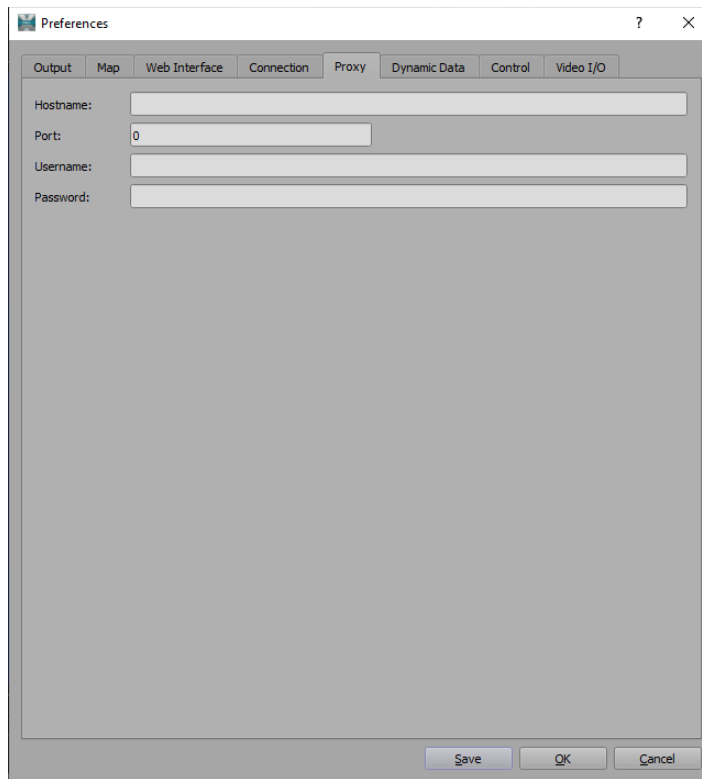 Preferences ? ×
Output Map Web Interface Connection Proxy Dynamic Data Control Video I/O
Hostname:
Port: 0
Username:
Password:
Save OK Cancel